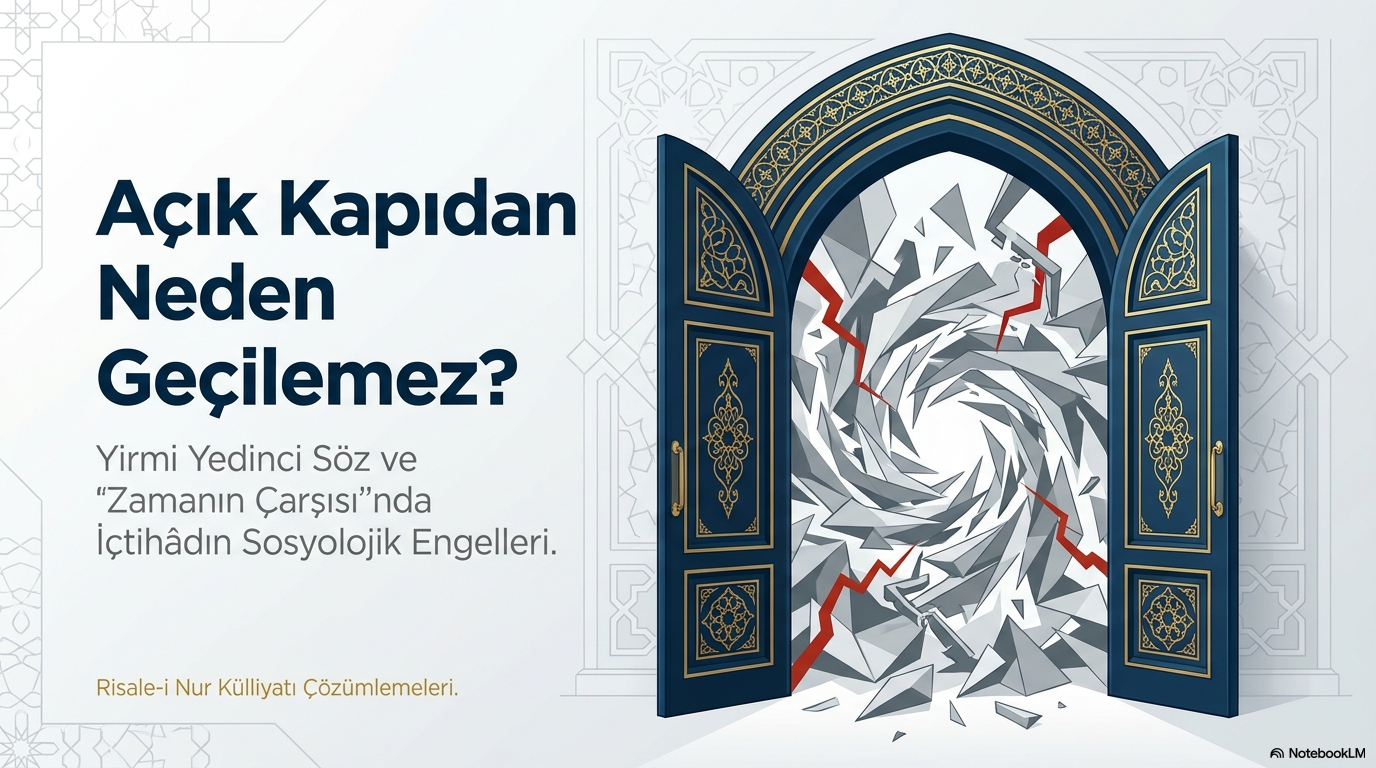 Açık Kapıdan
Neden
Geçilemez?
Yirmi Yedinci Söz ve
“Zamanın Çarşısı”nda
İçtihâdın Sosyolojik Engelleri.
Risale-i Nur Külliyatı Çözümlemeleri.
NotebookLM